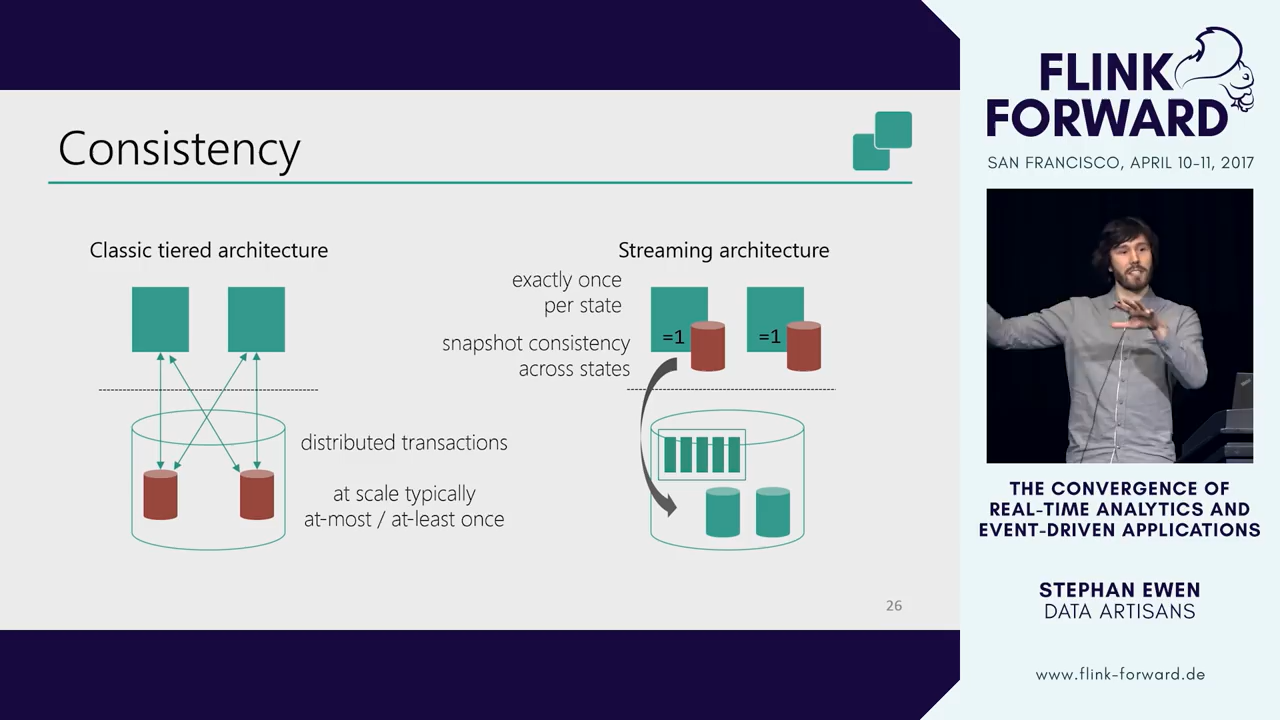 Consistency
Classic tiered architecture
distributed transactions
at scale typically
at-most / at-least once
Streaming architecture
exactly once
per state
snapshot consistency
across states
=1
=1
26
FLINK
FORWARD
SAN FRANCISCO, APRIL 10-11, 2017
THE CONVERGENCE OF
REAL-TIME ANALYTICS AND
EVENT-DRIVEN APPLICATIONS
STEPHAN EWEN
DATA ARTISANS
www.flink-forward.de